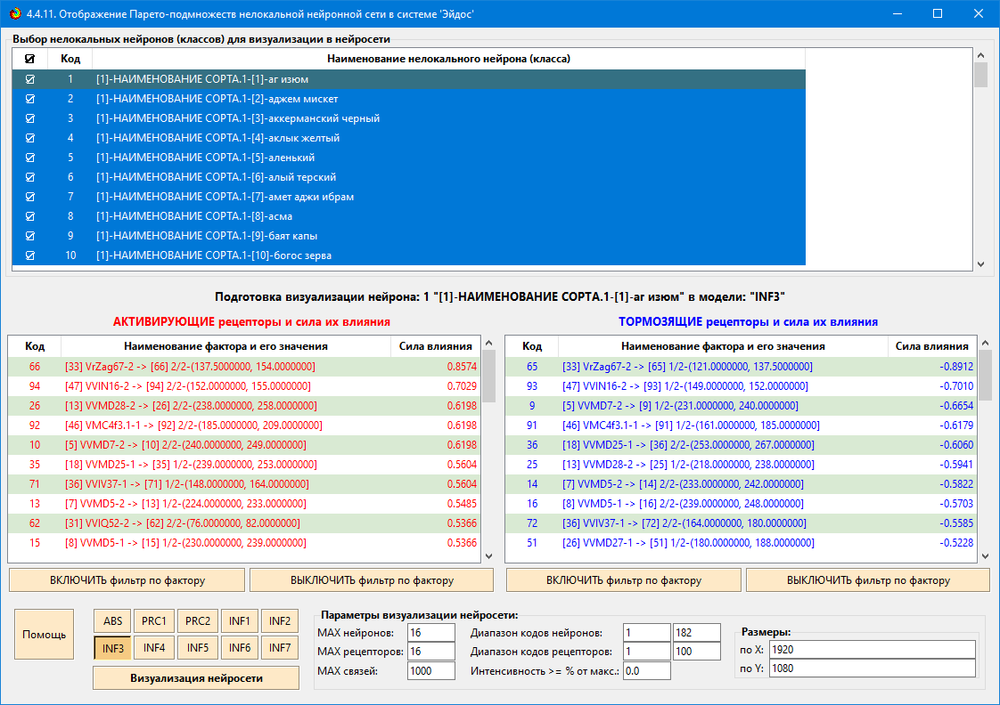 4.4.11. Отображение Парето-подмножеств нелокальной нейронной сети в системе 'Эйдос'
Выбор нелокальных нейронов (классов) для визуализации в нейросети
Код Наименование нелокального нейрона (класса)
1 [1]-НАИМЕНОВАНИЕ СОРТА.1-[1]-аг изюм
2 [1]-НАИМЕНОВАНИЕ СОРТА.1-[2]-аджем мискет
3 [1]-НАИМЕНОВАНИЕ СОРТА.1-[3]-аккерманский черный
4 [1]-НАИМЕНОВАНИЕ СОРТА.1-[4]-аклык желтый
5 [1]-НАИМЕНОВАНИЕ СОРТА.1-[5]-аленький
6 [1]-НАИМЕНОВАНИЕ СОРТА.1-[6]-алый терский
7 [1]-НАИМЕНОВАНИЕ СОРТА.1-[7]-амет аджи ибрам
8 [1]-НАИМЕНОВАНИЕ СОРТА.1-[8]-асма
9 [1]-НАИМЕНОВАНИЕ СОРТА.1-[9]-баят капы
10 [1]-НАИМЕНОВАНИЕ СОРТА.1-[10]-богос зерва
Подготовка визуализации нейрона: 1 "[1]-НАИМЕНОВАНИЕ СОРТА.1-[1]-аг изюм" в модели: "INF3"
АКТИВИРУЮЩИЕ рецепторы и сила их влияния
Код Наименование фактора и его значения Сила влияния
66 [33] VrZag67-2 -> [66] 2/2-(137.5000000, 154.0000000] 0.8574
94 [47] VVIN16-2 -> [94] 2/2-(152.0000000, 155.0000000] 0.7029
26 [13] VVMD28-2 -> [26] 2/2-(238.0000000, 258.0000000] 0.6198
92 [46] VMC4f3.1-1 -> [92] 2/2-(185.0000000, 209.0000000] 0.6198
10 [5] VVMD7-2 -> [10] 2/2-(240.0000000, 249.0000000] 0.6198
35 [18] VVMD25-1 -> [35] 1/2-(239.0000000, 253.0000000] 0.5604
71 [36] VVIV37-1 -> [71] 1/2-(148.0000000, 164.0000000] 0.5604
13 [7] VVMD5-2 -> [13] 1/2-(224.0000000, 233.0000000] 0.5485
62 [31] VVIQ52-2 -> [62] 2/2-(76.0000000, 82.0000000] 0.5366
15 [8] VVMD5-1 -> [15] 1/2-(230.0000000, 239.0000000] 0.5366
ТОРМОЗЯЩИЕ рецепторы и сила их влияния
Код Наименование фактора и его значения Сила влияния
65 [33] VrZag67-2 -> [65] 1/2-(121.0000000, 137.5000000] -0.8912
93 [47] VVIN16-2 -> [93] 1/2-(149.0000000, 152.0000000] -0.7010
9 [5] VVMD7-2 -> [9] 1/2-(231.0000000, 240.0000000] -0.6654
91 [46] VMC4f3.1-1 -> [91] 1/2-(161.0000000, 185.0000000] -0.6179
36 [18] VVMD25-1 -> [36] 2/2-(253.0000000, 267.0000000] -0.6060
25 [13] VVMD28-2 -> [25] 1/2-(218.0000000, 238.0000000] -0.5941
14 [7] VVMD5-2 -> [14] 2/2-(233.0000000, 242.0000000] -0.5822
16 [8] VVMD5-1 -> [16] 2/2-(239.0000000, 248.0000000] -0.5703
72 [36] VVIV37-1 -> [72] 2/2-(164.0000000, 180.0000000] -0.5585
51 [26] VVMD27-1 -> [51] 1/2-(180.0000000, 188.0000000] -0.5228
ВКЛЮЧИТЬ фильтр по фактору ВЫКЛЮЧИТЬ фильтр по фактору ВКЛЮЧИТЬ фильтр по фактору ВЫКЛЮЧИТЬ фильтр по фактору
Помощь
ABS PRC1 PRC2 INF1 INF2
INF3 INF4 INF5 INF6 INF7
Визуализация нейросети
Параметры визуализации нейросети:
MAX нейронов: 16 Диапазон кодов нейронов: 1 182
MAX рецепторов: 16 Диапазон кодов рецепторов: 1 100
MAX связей: 1000 Интенсивность >= % от макс.: 0.0
Размеры:
по X: 1920
по Y: 1080